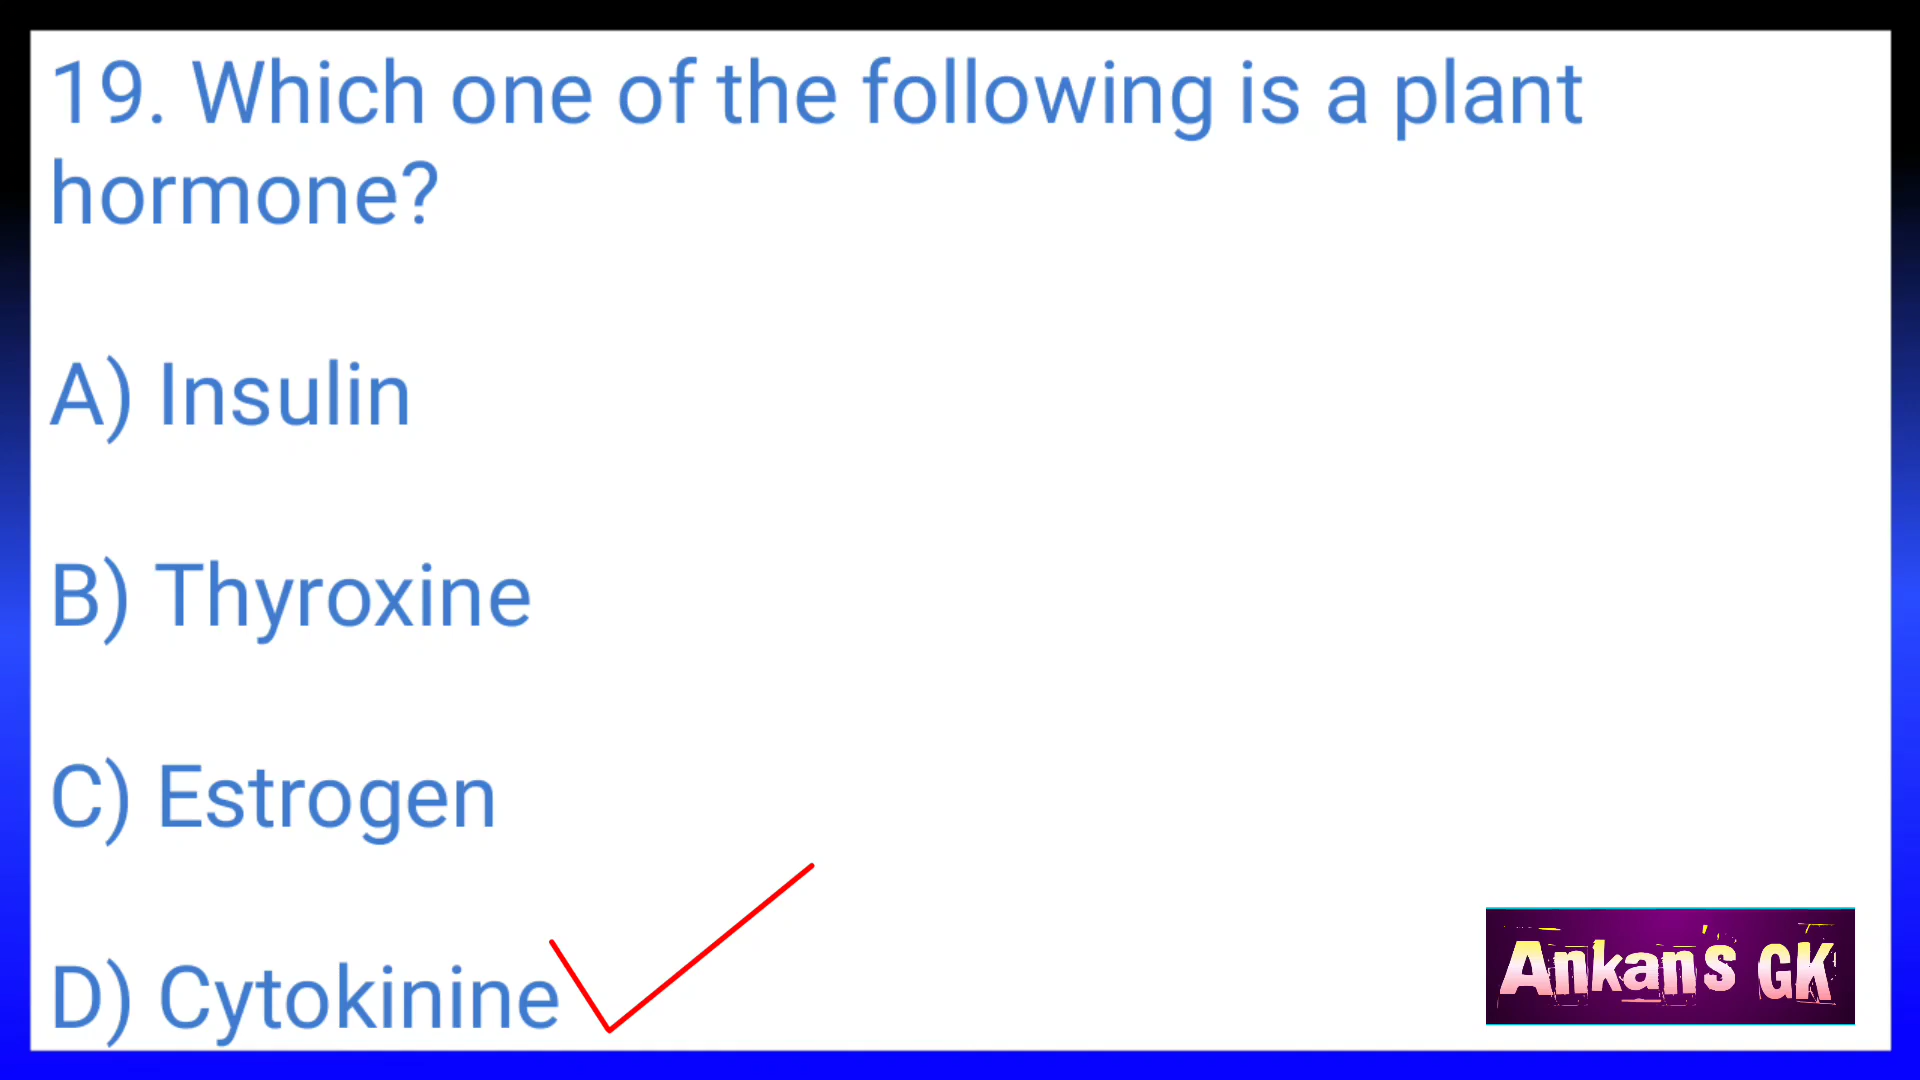 19. Which one of the following is a plant
hormone?
A) Insulin
B) Thyroxine
C) Estrogen
D) Cytokinine
Ankan's GK